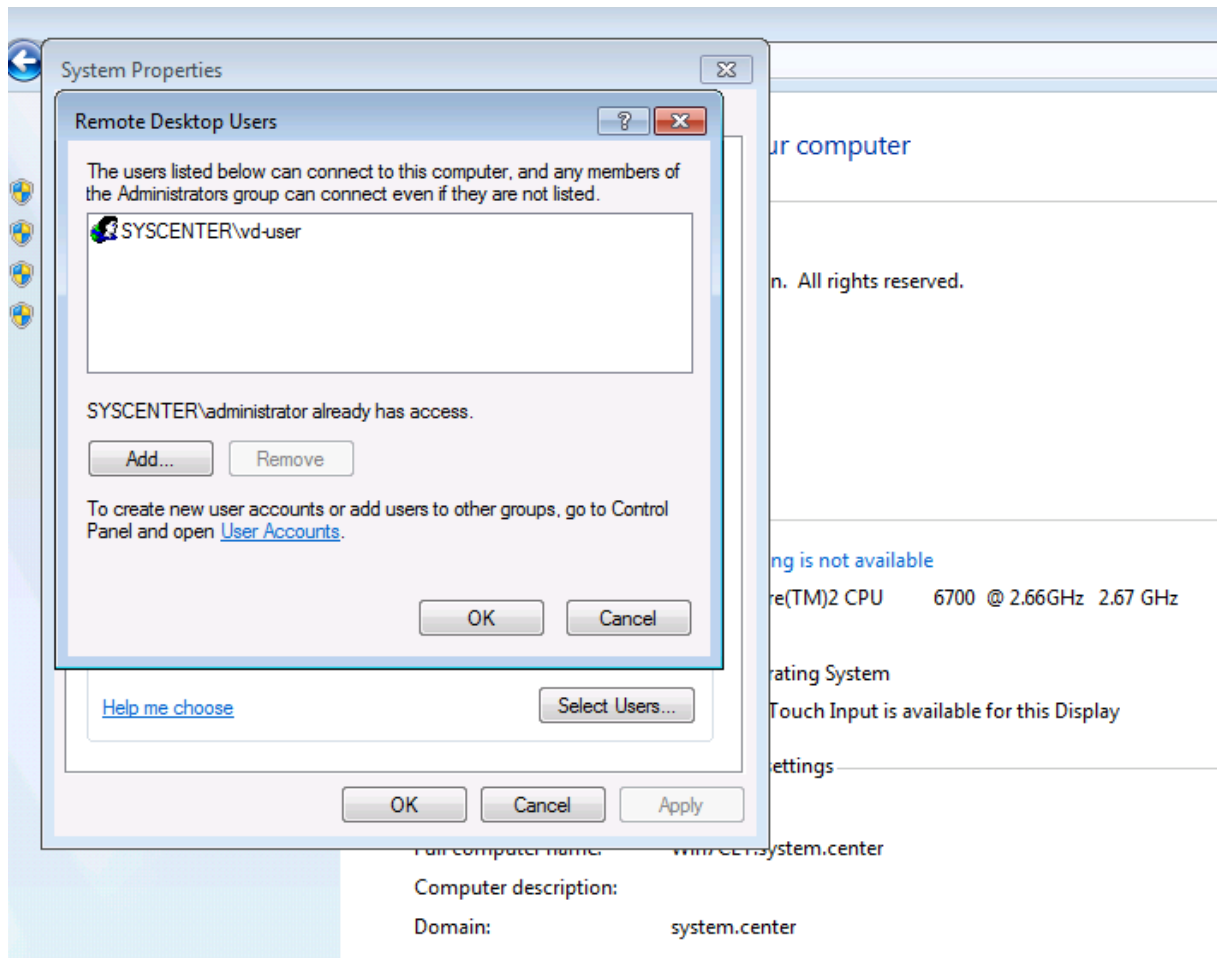 System Properties
Remote Desktop Users
The users listed below can connect to this computer, and any members of
the Administrators group can connect even if they are not listed.
SYSCENTER\vd-user
SYSCENTER\administrator already has access.
Add...
Remove
To create new user accounts or add users to other groups, go to Control
Panel and open User Accounts.
OK
Cancel
Help me choose
Select Users...
OK
Cancel
Apply
ur computer
n. All rights reserved.
ng is not available
re(TM)2 CPU 6700 @ 2.66GHz 2.67 GHz
rating System
Touch Input is available for this Display
ettings
Full computer name: .system.center
Computer description:
Domain: system.center